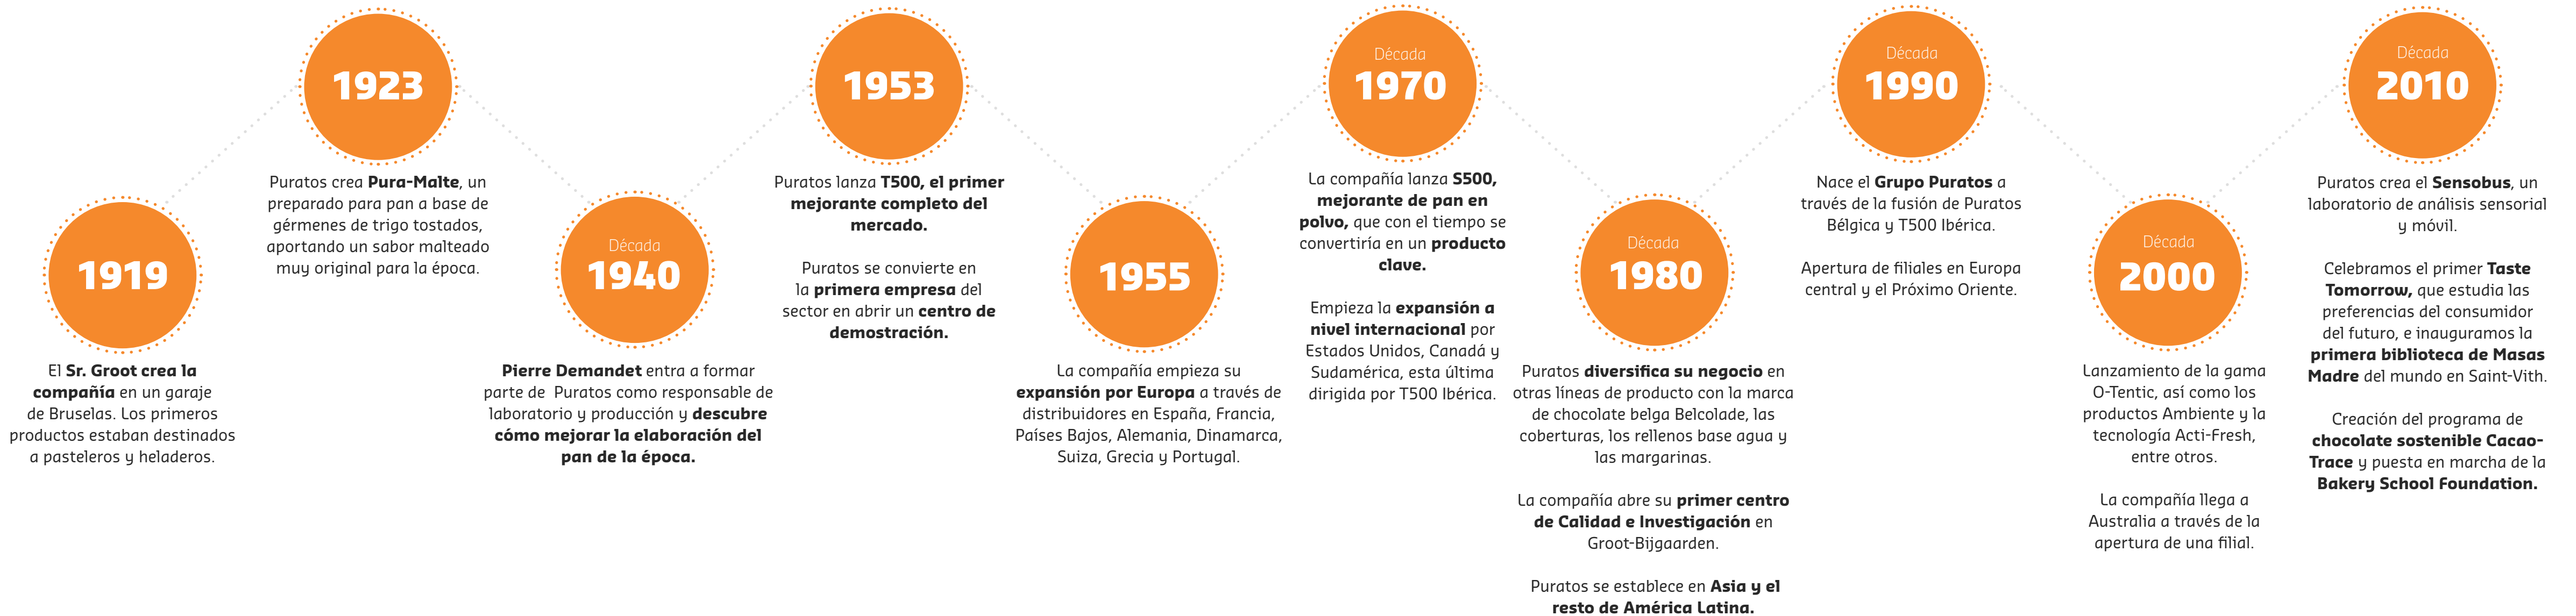 1919
El Sr. Groot crea la
compañía en un garaje
de Bruselas. Los primeros
productos estaban destinados
a pasteleros y heladeros.
1923
Puratos crea Pura-Malte, un
preparado para pan a base de
gérmenes de trigo tostados,
aportando un sabor malteado
muy original para la época.
Década
1940
Pierre Demandet entra a formar
parte de Puratos como responsable de
laboratorio y producción y descubre
cómo mejorar la elaboración del
pan de la época.
1953
Puratos lanza T500, el primer
mejorante completo del
mercado.
Puratos se convierte en
la primera empresa del
sector en abrir un centro de
demostración.
1955
La compañía empieza su
expansión por Europa a través de
distribuidores en España, Francia,
Países Bajos, Alemania, Dinamarca,
Suiza, Grecia y Portugal.
Década
1970
La compañía lanza S500,
mejorante de pan en
polvo, que con el tiempo se
convertiría en un producto
clave.
Empieza la expansión a
nivel internacional por
Estados Unidos, Canadá y
Sudamérica, esta última
dirigida por T500 Ibérica.
Década
1980
Puratos diversifica su negocio en
otras líneas de producto con la marca
de chocolate belga Belcolade, las
coberturas, los rellenos base agua y
las margarinas.
La compañía abre su primer centro
de Calidad e Investigación en
Groot-Bijgaarden.
Puratos se establece en Asia y el
resto de América Latina.
Década
1990
Nace el Grupo Puratos a
través de la fusión de Puratos
Bélgica y T500 Ibérica.
Apertura de filiales en Europa
central y el Próximo Oriente.
Década
2000
Lanzamiento de la gama
O-Tentic, así como los
productos Ambiente y la
tecnología Acti-Fresh,
entre otros.
La compañía llega a
Australia a través de la
apertura de una filial.
Década
2010
Puratos crea el Sensobus, un
laboratorio de análisis sensorial
y móvil.
Celebramos el primer Taste
Tomorrow, que estudia las
preferencias del consumidor
del futuro, e inauguramos la
primera biblioteca de Masas
Madre del mundo en Saint-Vith.
Creación del programa de
chocolate sostenible Cacao-
Trace y puesta en marcha de la
Bakery School Foundation.